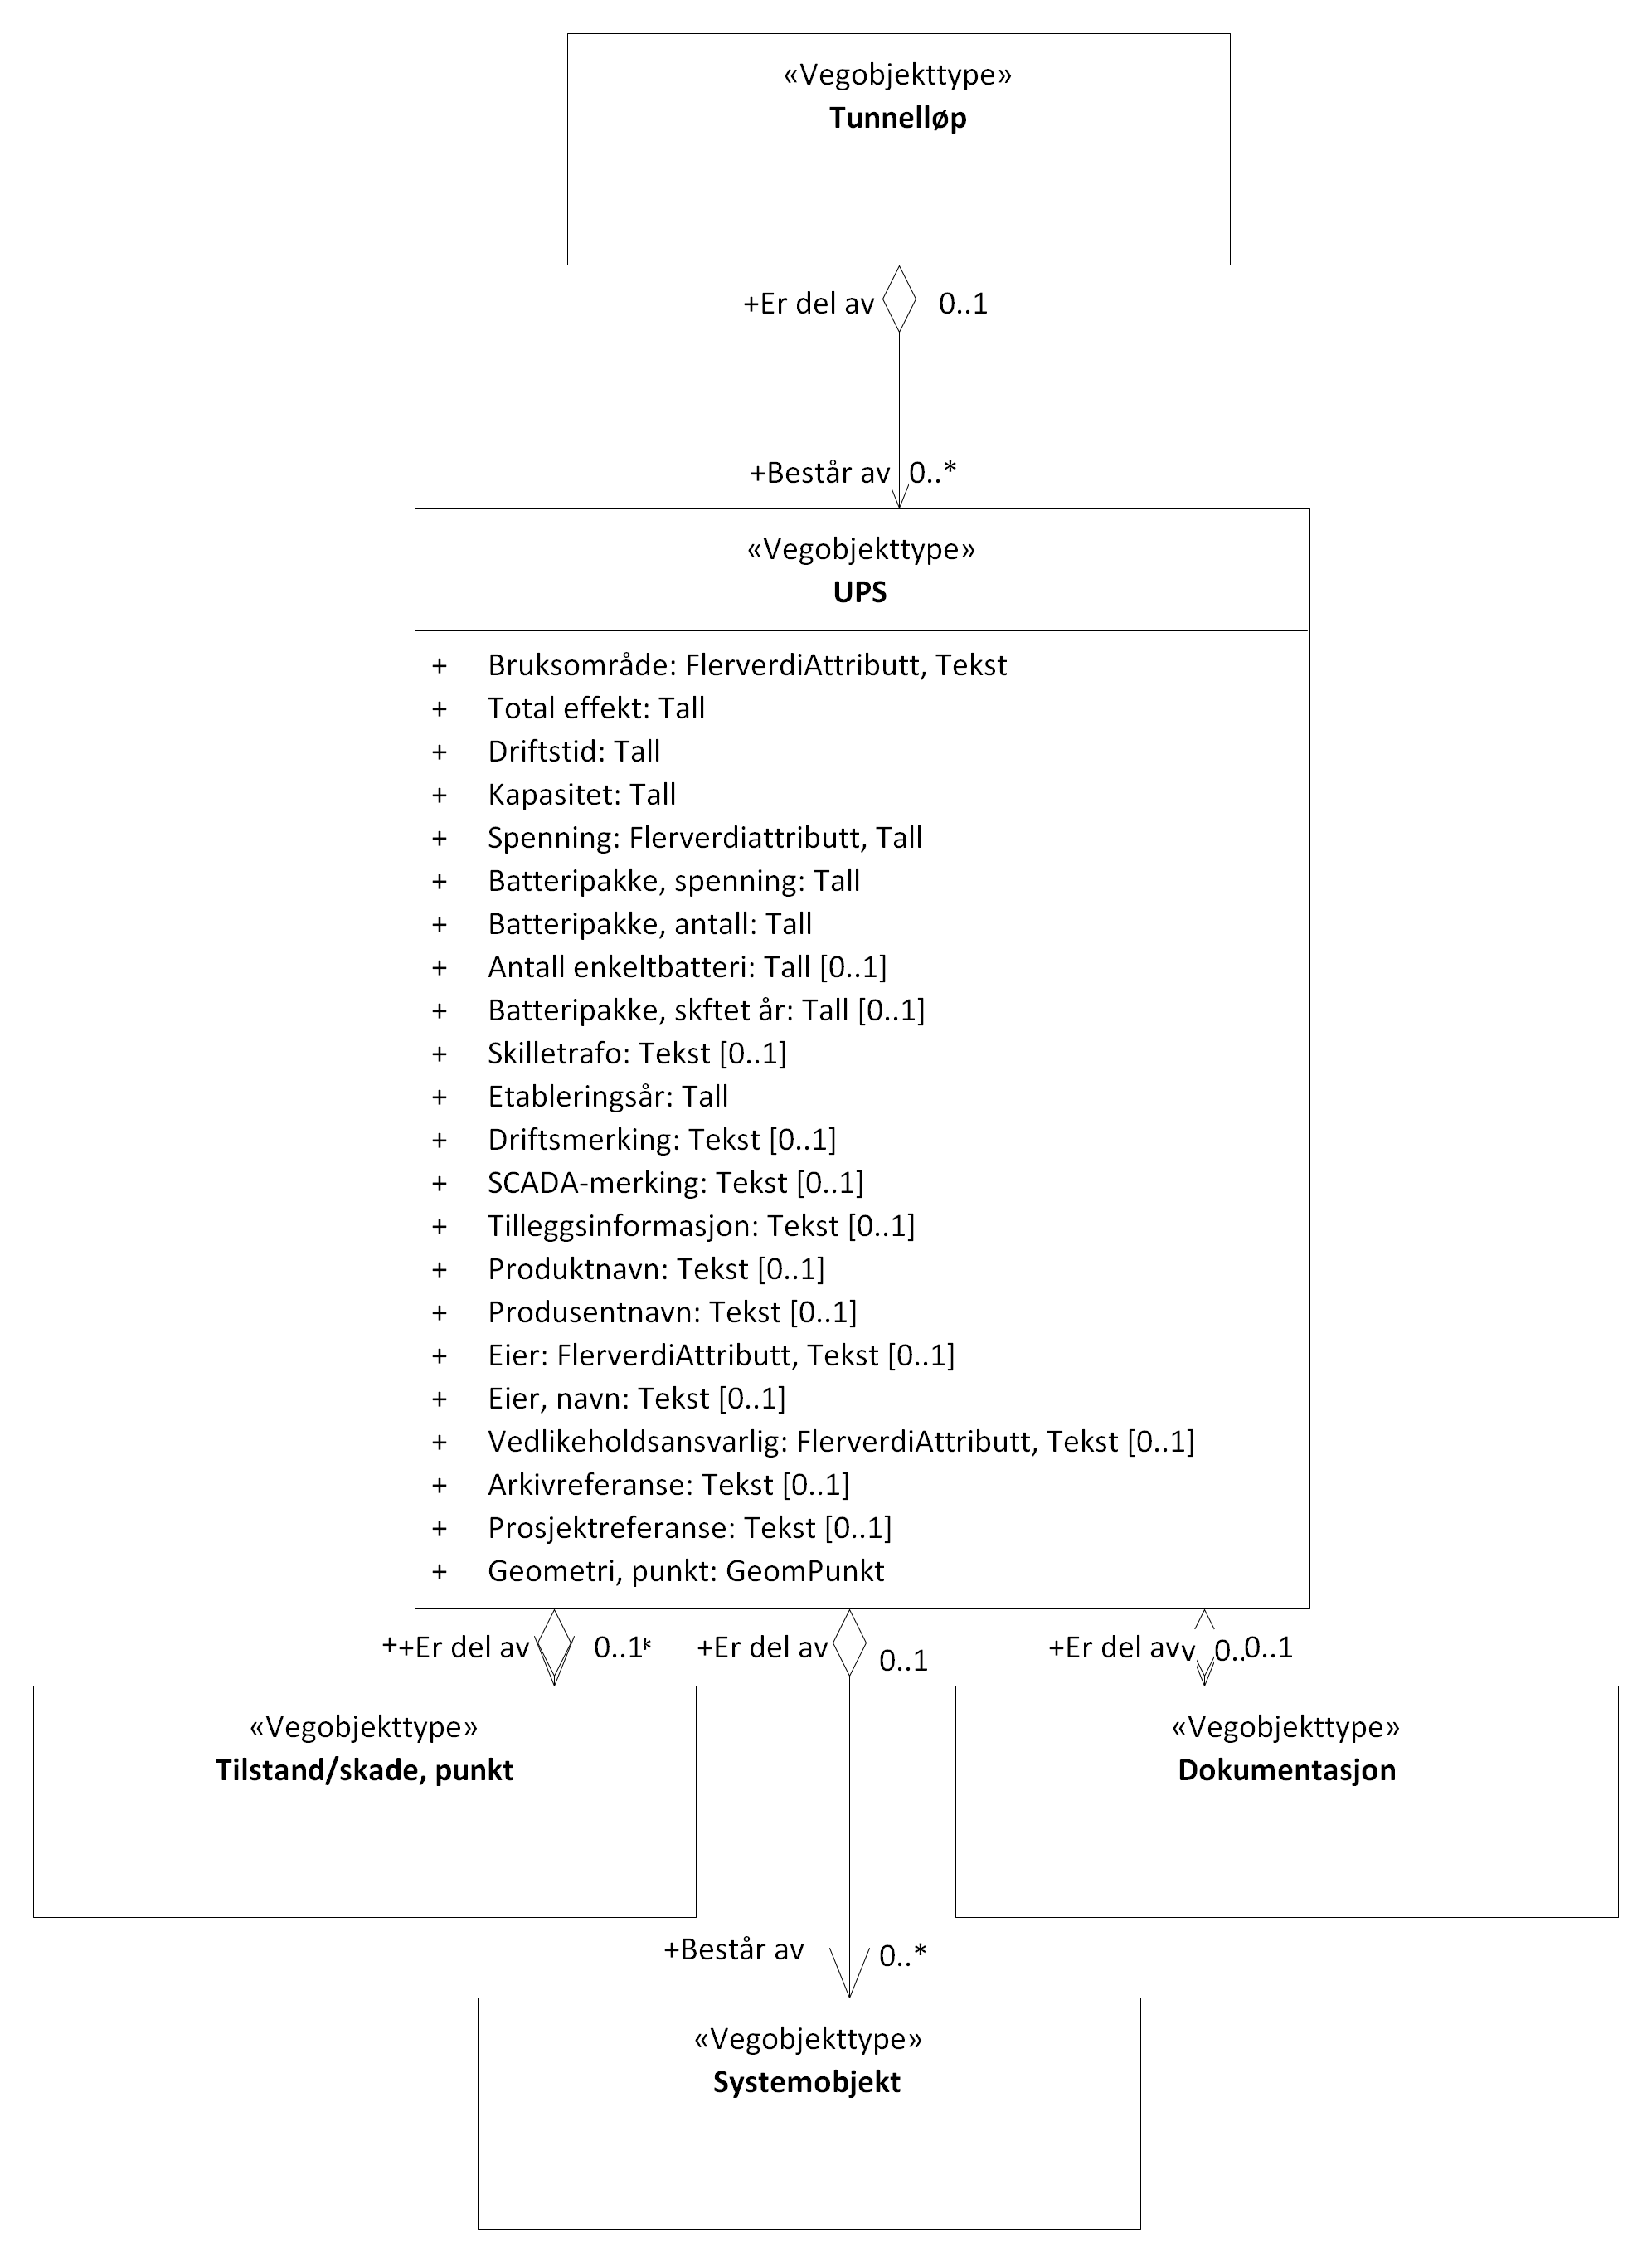 «Vegobjekttype»
Tunnelløp
+Er del av 0..1
+Består av 0..*
«Vegobjekttype»
UPS
+ Bruksområde: FlerverdiAttributt, Tekst
+ Total effekt: Tall
+ Driftstid: Tall
+ Kapasitet: Tall
+ Spenning: Flerverdiattributt, Tall
+ Batteripakke, spenning: Tall
+ Batteripakke, antall: Tall
+ Antall enkeltbatteri: Tall [0..1]
+ Batteripakke, skftet år: Tall [0..1]
+ Skilletrafo: Tekst [0..1]
+ Etableringsår: Tall
+ Driftsmerking: Tekst [0..1]
+ SCADA-merking: Tekst [0..1]
+ Tilleggsinformasjon: Tekst [0..1]
+ Produktnavn: Tekst [0..1]
+ Produsentnavn: Tekst [0..1]
+ Eier: FlerverdiAttributt, Tekst [0..1]
+ Eier, navn: Tekst [0..1]
+ Vedlikeholdsansvarlig: FlerverdiAttributt, Tekst [0..1]
+ Arkivreferanse: Tekst [0..1]
+ Prosjektreferanse: Tekst [0..1]
+ Geometri, punkt: GeomPunkt
+Er del av 0..1 +Er del av 0..1 +Er del av 0..1
«Vegobjekttype»
Tilstand/skade, punkt
«Vegobjekttype»
Dokumentasjon
+Består av 0..*
«Vegobjekttype»
Systemobjekt